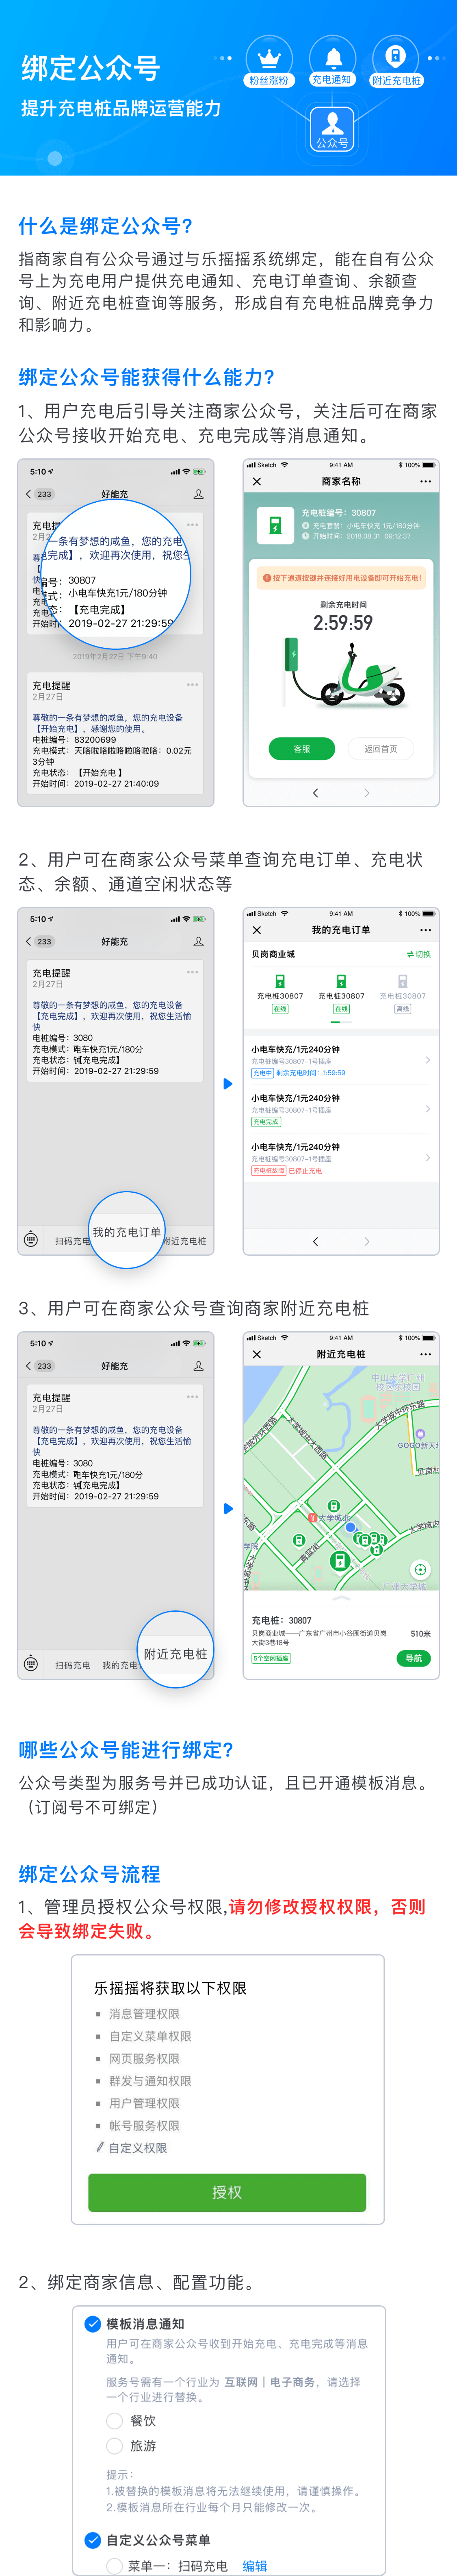 绑定公众号
提升充电桩品牌运营能力
粉丝涨粉
充电通知
附近充电桩
公众号
什么是绑定公众号?
指商家自有公众号通过与乐摇摇系统绑定，能在自有公众
号上为充电用户提供充电通知、充电订单查询、余额查
询、附近充电桩查询等服务，形成自有充电桩品牌竞争力
和影响力。
绑定公众号能获得什么能力?
1、用户充电后引导关注商家公众号，关注后可在商家
公众号接收开始充电、充电完成等消息通知。
5:10
233
好能充
充电提
2月2
一条有梦想的咸鱼，您的充电
完成】，欢迎再次使用，祝您生
编号：30807
式：小电车快充1元/180分钟
态：【充电完成】
开始时
2019-02-27 21:29:59
2019年2月27日 下午9:40
充电提醒
2月27日
尊敬的一条有梦想的咸鱼，您的充电设备
【开始充电】，感谢您的使用。
电桩编号：83200699
充电模式：天咯啦咯啦咯啦咯啦咯：0.02元
3分钟
充电状态：【开始充电 】
开始时间：2019-02-27 21:40:09
Sketch
9:41 AM
100%
商家名称
充电桩编号：30807
充电套餐：小电车快充 1元/180分钟
开始时间：2018.08.31 09:12:37
按下通道按键并连接好用电设备即可开始充电！
剩余充电时间
2:59:59
客服
返回首页
2、用户可在商家公众号菜单查询充电订单、充电状
态、余额、通道空闲状态等
5:10
233
好能充
充电提醒
2月27日
尊敬的一条有梦想的咸鱼，您的充电设备
【充电完成】，欢迎再次使用，祝您生活愉
快
电桩编号：3080
充电模式：电车快充1元/180分
充电状态：钟【充电完成】
开始时间：2019-02-27 21:29:59
扫码充电
我的充电订单
附近充电桩
Sketch
9:41 AM
100%
我的充电订单
贝岗商业城
切换
充电桩30807
充电桩30807
充电桩30807
在线
在线
离线
小电车快充/1元240分钟
充电桩编号30807-1号插座
充电中 剩余充电时间：1:59:59
小电车快充/1元240分钟
充电桩编号30807-1号插座
充电完成
小电车快充/1元240分钟
充电桩编号30807-1号插座
充电桩故障 已停止充电
3、用户可在商家公众号查询商家附近充电桩
5:10
233
好能充
充电提醒
2月27日
尊敬的一条有梦想的咸鱼，您的充电设备
【充电完成】，欢迎再次使用，祝您生活愉
快
电桩编号：3080
充电模式：电车快充1元/180分
充电状态：钟【充电完成】
开始时间：2019-02-27 21:29:59
扫码充电
我的充电
附近充电桩
Sketch
9:41 AM
100%
附近充电桩
中山大学广州
校区东校园
大学城中环东路
大学城外环西路
大学城中环西路
GOGO新天地
贝岗村
大学城北
青蓝街
学院
广州大学城
充电桩：30807
贝岗商业城——广东省广州市小谷围街道贝岗
大街3巷18号
510米
5个空闲插座
导航
哪些公众号能进行绑定?
公众号类型为服务号并已成功认证，且已开通模板消息。
（订阅号不可绑定）
绑定公众号流程
1、管理员授权公众号权限,请勿修改授权权限，否则
会导致绑定失败。
乐摇摇将获取以下权限
消息管理权限
自定义菜单权限
网页服务权限
群发与通知权限
用户管理权限
帐号服务权限
自定义权限
授权
2、绑定商家信息、配置功能。
模板消息通知
用户可在商家公众号收到开始充电、充电完成等消息
通知。
服务号需有一个行业为 互联网｜电子商务，请选择
一个行业进行替换。
餐饮
旅游
提示：
1.被替换的模板消息将无法继续使用，请谨慎操作。
2.模板消息所在行业每个月只能修改一次。
自定义公众号菜单
菜单一：扫码充电 编辑